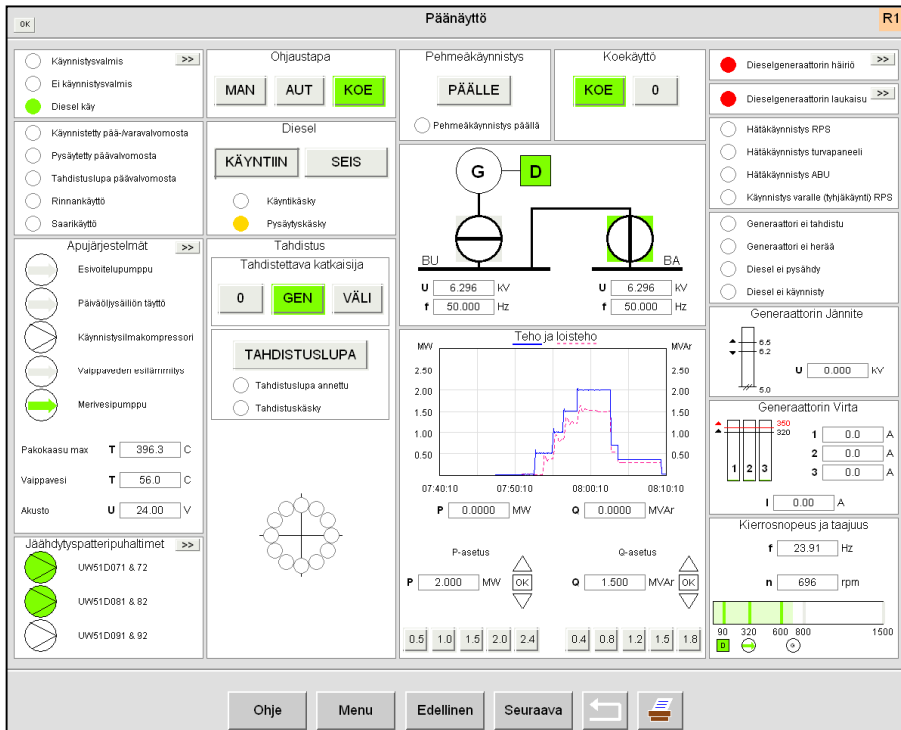 OK
Päänäyttö
R1
Käynnistysvalmis
>>
Ei käynnistysvalmis
Diesel käy
Käynnistetty pää-/varavalvomosta
Pysäytetty päävalvomosta
Tahdistuslupa päävalvomosta
Rinnankäyttö
Saarikäyttö
Apujärjestelmät
>>
Esivoitelupumppu
Päiväöljysäiliön täyttö
Käynnistysilmakompressori
Vaippaveden esilämmitys
Merivesipumppu
Pakokaasu max T 396.3 C
Vaippavesi T 56.0 C
Akusto U 24.00 V
Jäähdytyspatteripuhaltimet
>>
UW51D071 & 72
UW51D081 & 82
UW51D091 & 92
Ohjaustapa
MAN AUT KOE
Diesel
KÄYNTIIN SEIS
Käyntikäsky
Pysäytyskäsky
Tahdistus
Tahdistettava katkaisija
0 GEN VÄLI
TAHDISTUSLUPA
Tahdistuslupa annettu
Tahdistuskäsky
Pehmeäkäynnistys
PÄÄLLE
Pehmeäkäynnistys päällä
Koekäyttö
KOE 0
G D
BU BA
U 6.296 kV U 6.296 kV
f 50.000 Hz f 50.000 Hz
Teho ja loisteho
MW MVAr
2.50 2.50
2.00 2.00
1.50 1.50
1.00 1.00
0.50 0.50
07:40:10 07:50:10 08:00:10 08:10:10
P 0.0000 MW Q 0.0000 MVAr
P-asetus Q-asetus
P 2.000 MW OK Q 1.500 MVAr OK
0.5 1.0 1.5 2.0 2.4 0.4 0.8 1.2 1.5 1.8
Dieselgeneraattorin häiriö
>>
Dieselgeneraattorin laukaisu
>>
Hätäkäynnistys RPS
Hätäkäynnistys turvapaneeli
Hätäkäynnistys ABU
Käynnistys varalle (tyhjäkäynti) RPS
Generaattori ei tahdistu
Generaattori ei herää
Diesel ei pysähdy
Diesel ei käynnisty
Generaattorin Jännite
6.5
6.2
U 0.000 kV
5.0
Generaattorin Virta
350
320
1 0.0 A
2 0.0 A
3 0.0 A
1 2 3
I 0.00 A
Kierrosnopeus ja taajuus
f 23.91 Hz
n 696 rpm
90 320 600 800 1500
D G
Ohje Menu Edellinen Seuraava